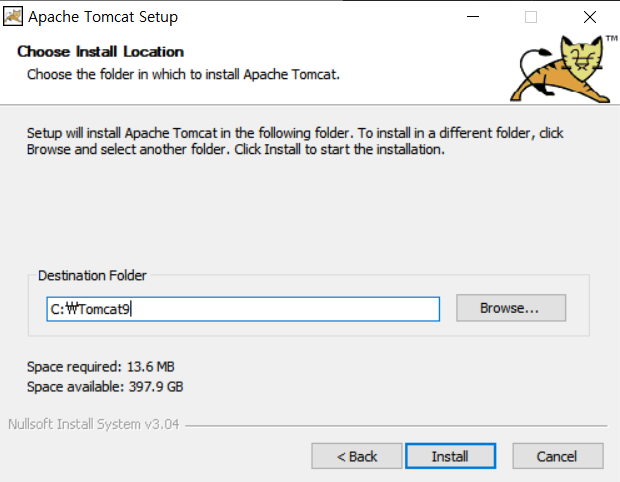 Apache Tomcat Setup
Choose Install Location
Choose the folder in which to install Apache Tomcat.
TM
Setup will install Apache Tomcat in the following folder. To install in a different folder, click
Browse and select another folder. Click Install to start the installation.
Destination Folder
C:₩Tomcat9
Browse...
Space required: 13.6 MB
Space available: 397.9 GB
Nullsoft Install System v3.04
< Back
Install
Cancel